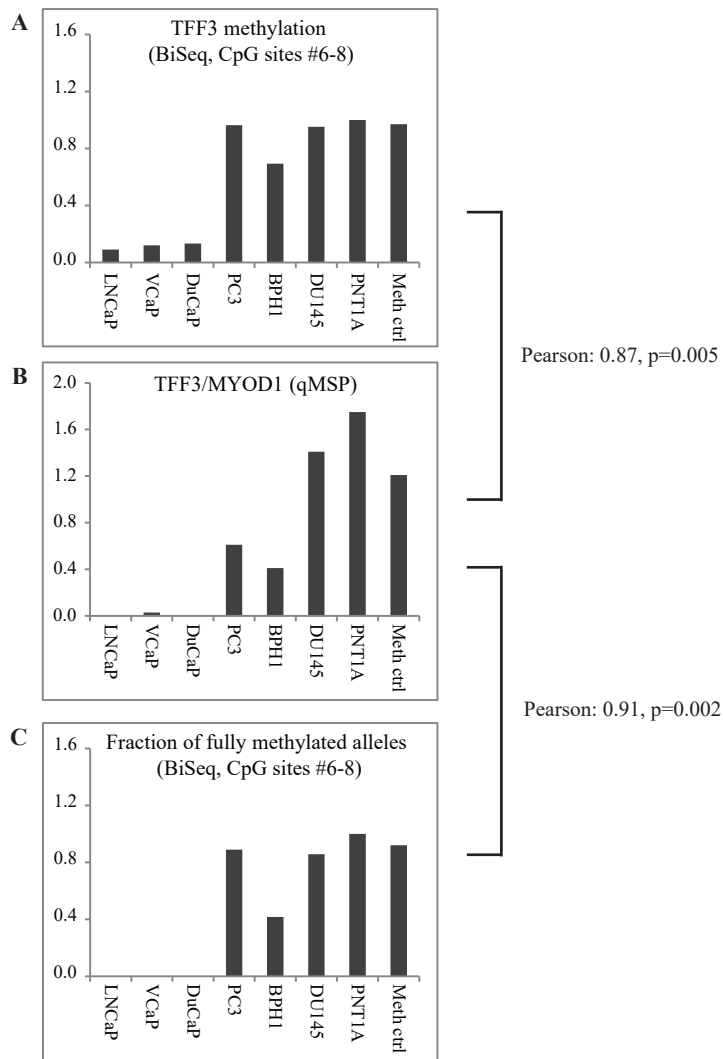 A
TFF3 methylation
(BiSeq, CpG sites #6-8)
1.6
1.2
0.8
0.4
0.0
LNCaP
VCaP
DuCaP
PC3
BPH1
DU145
PNT1A
Meth ctrl
Pearson: 0.87, p=0.005
B
TFF3/MYOD1 (qMSP)
2.0
1.6
1.2
0.8
0.4
0.0
LNCaP
VCaP
DuCaP
PC3
BPH1
DU145
PNT1A
Meth ctrl
Pearson: 0.91, p=0.002
C
Fraction of fully methylated alleles
(BiSeq, CpG sites #6-8)
1.6
1.2
0.8
0.4
0.0
LNCaP
VCaP
DuCaP
PC3
BPH1
DU145
PNT1A
Meth ctrl